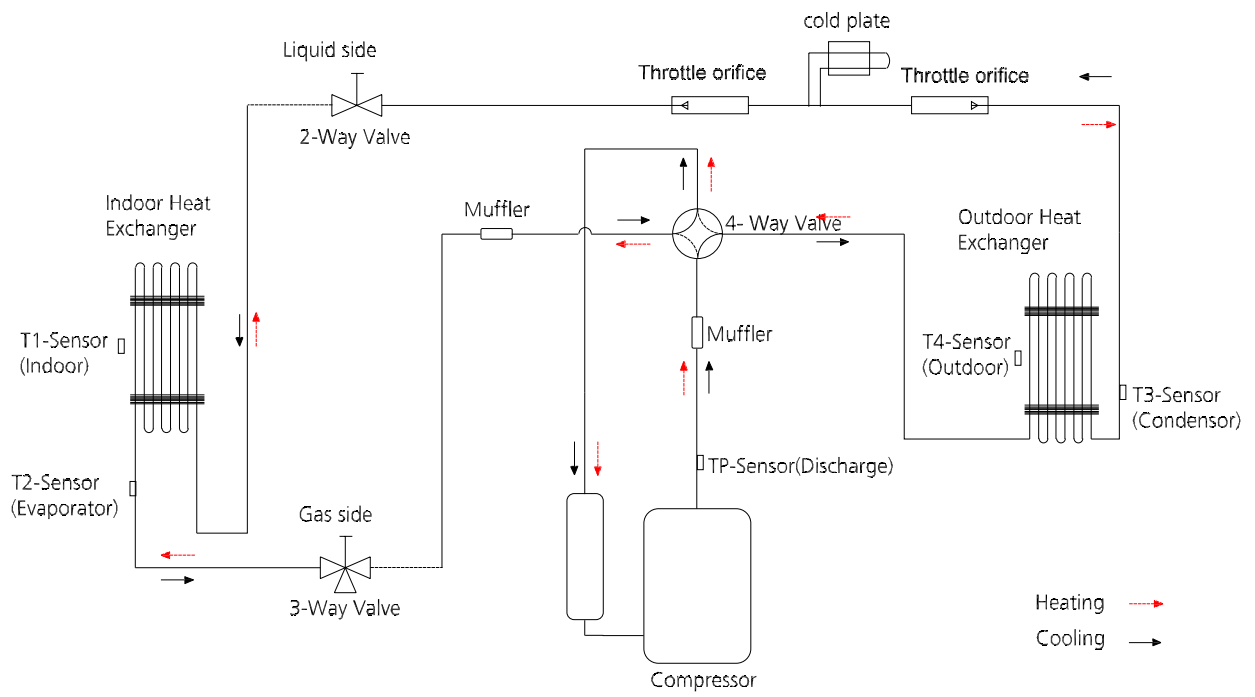 cold plate
Liquid side
Throttle orifice
Throttle orifice
2-Way Valve
Indoor Heat
Exchanger
Muffler
4- Way Valve
Outdoor Heat
Exchanger
T1-Sensor
(Indoor)
Muffler
T4-Sensor
(Outdoor)
T3-Sensor
(Condensor)
TP-Sensor(Discharge)
T2-Sensor
(Evaporator)
Gas side
3-Way Valve
Heating
Cooling
Compressor